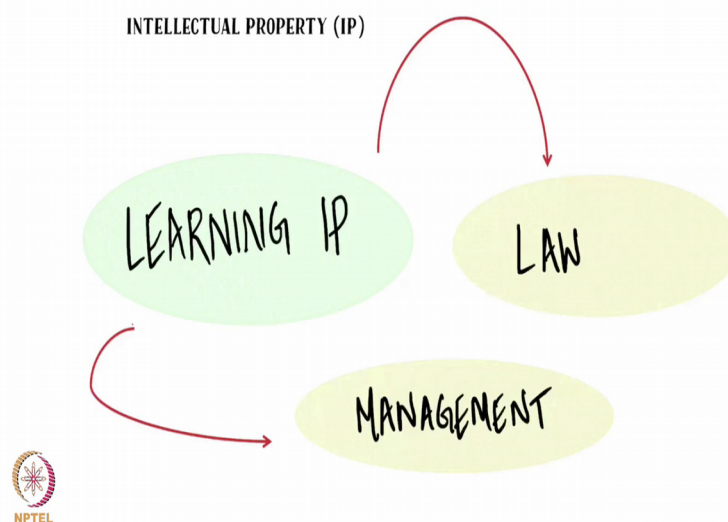 INTELLECTUAL PROPERTY (IP)
LEARNING IP
LAW
MANAGEMENT
NPTEL